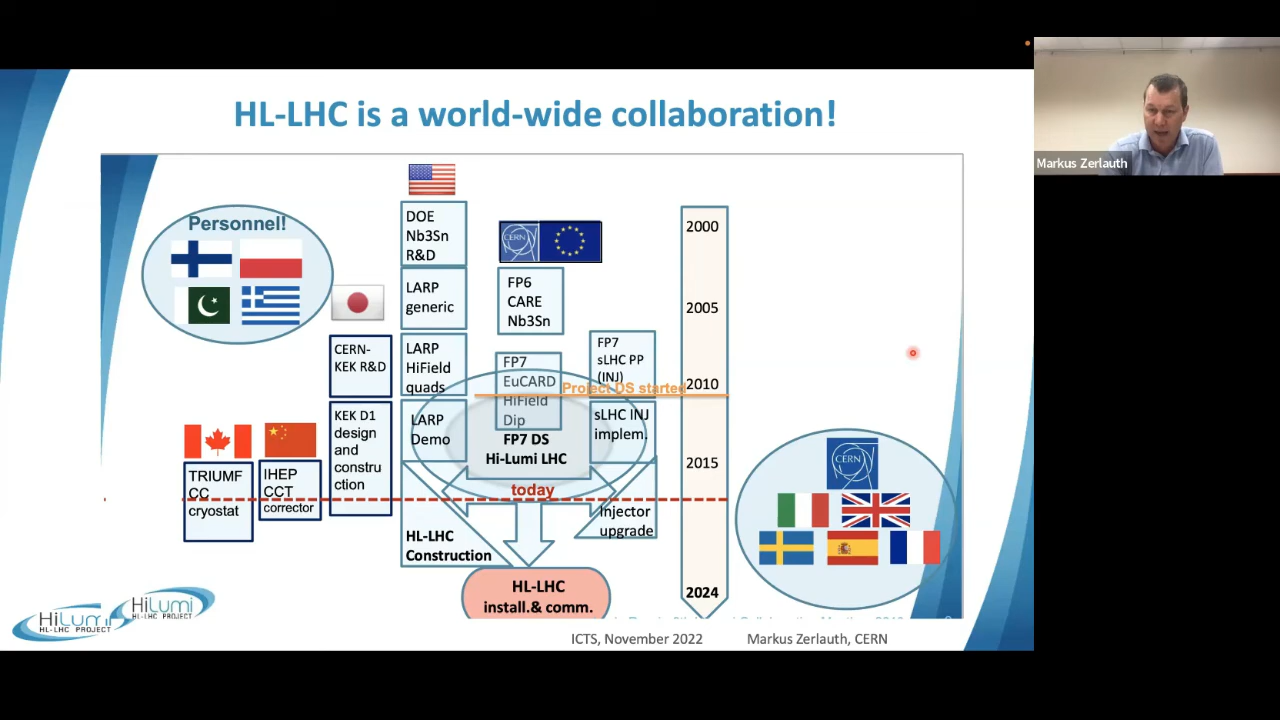 HL-LHC is a world-wide collaboration!
Markus Zerlauth
Personnel!
DOE
Nb3Sn
R&D
LARP
generic
LARP
HiField
quads
LARP
Demo
HL-LHC
Construction
CERN
FP6
CARE
Nb3Sn
FP7
EuCARD
HiField
Dip
FP7 DS
Hi-Lumi LHC
FP7
sLHC PP
(INJ)
Project DS started
sLHC INJ
implem.
Injector
upgrade
today
CERN-
KEK R&D
KEK D1
design
and
constru
ction
TRIUMF
CC
cryostat
IHEP
CCT
corrector
HL-LHC
install.& comm.
2000
2005
2010
2015
2024
CERN
HiLumi
HL-LHC PROJECT
HiLumi
HL-LHC PROJECT
ICTS, November 2022
Markus Zerlauth, CERN